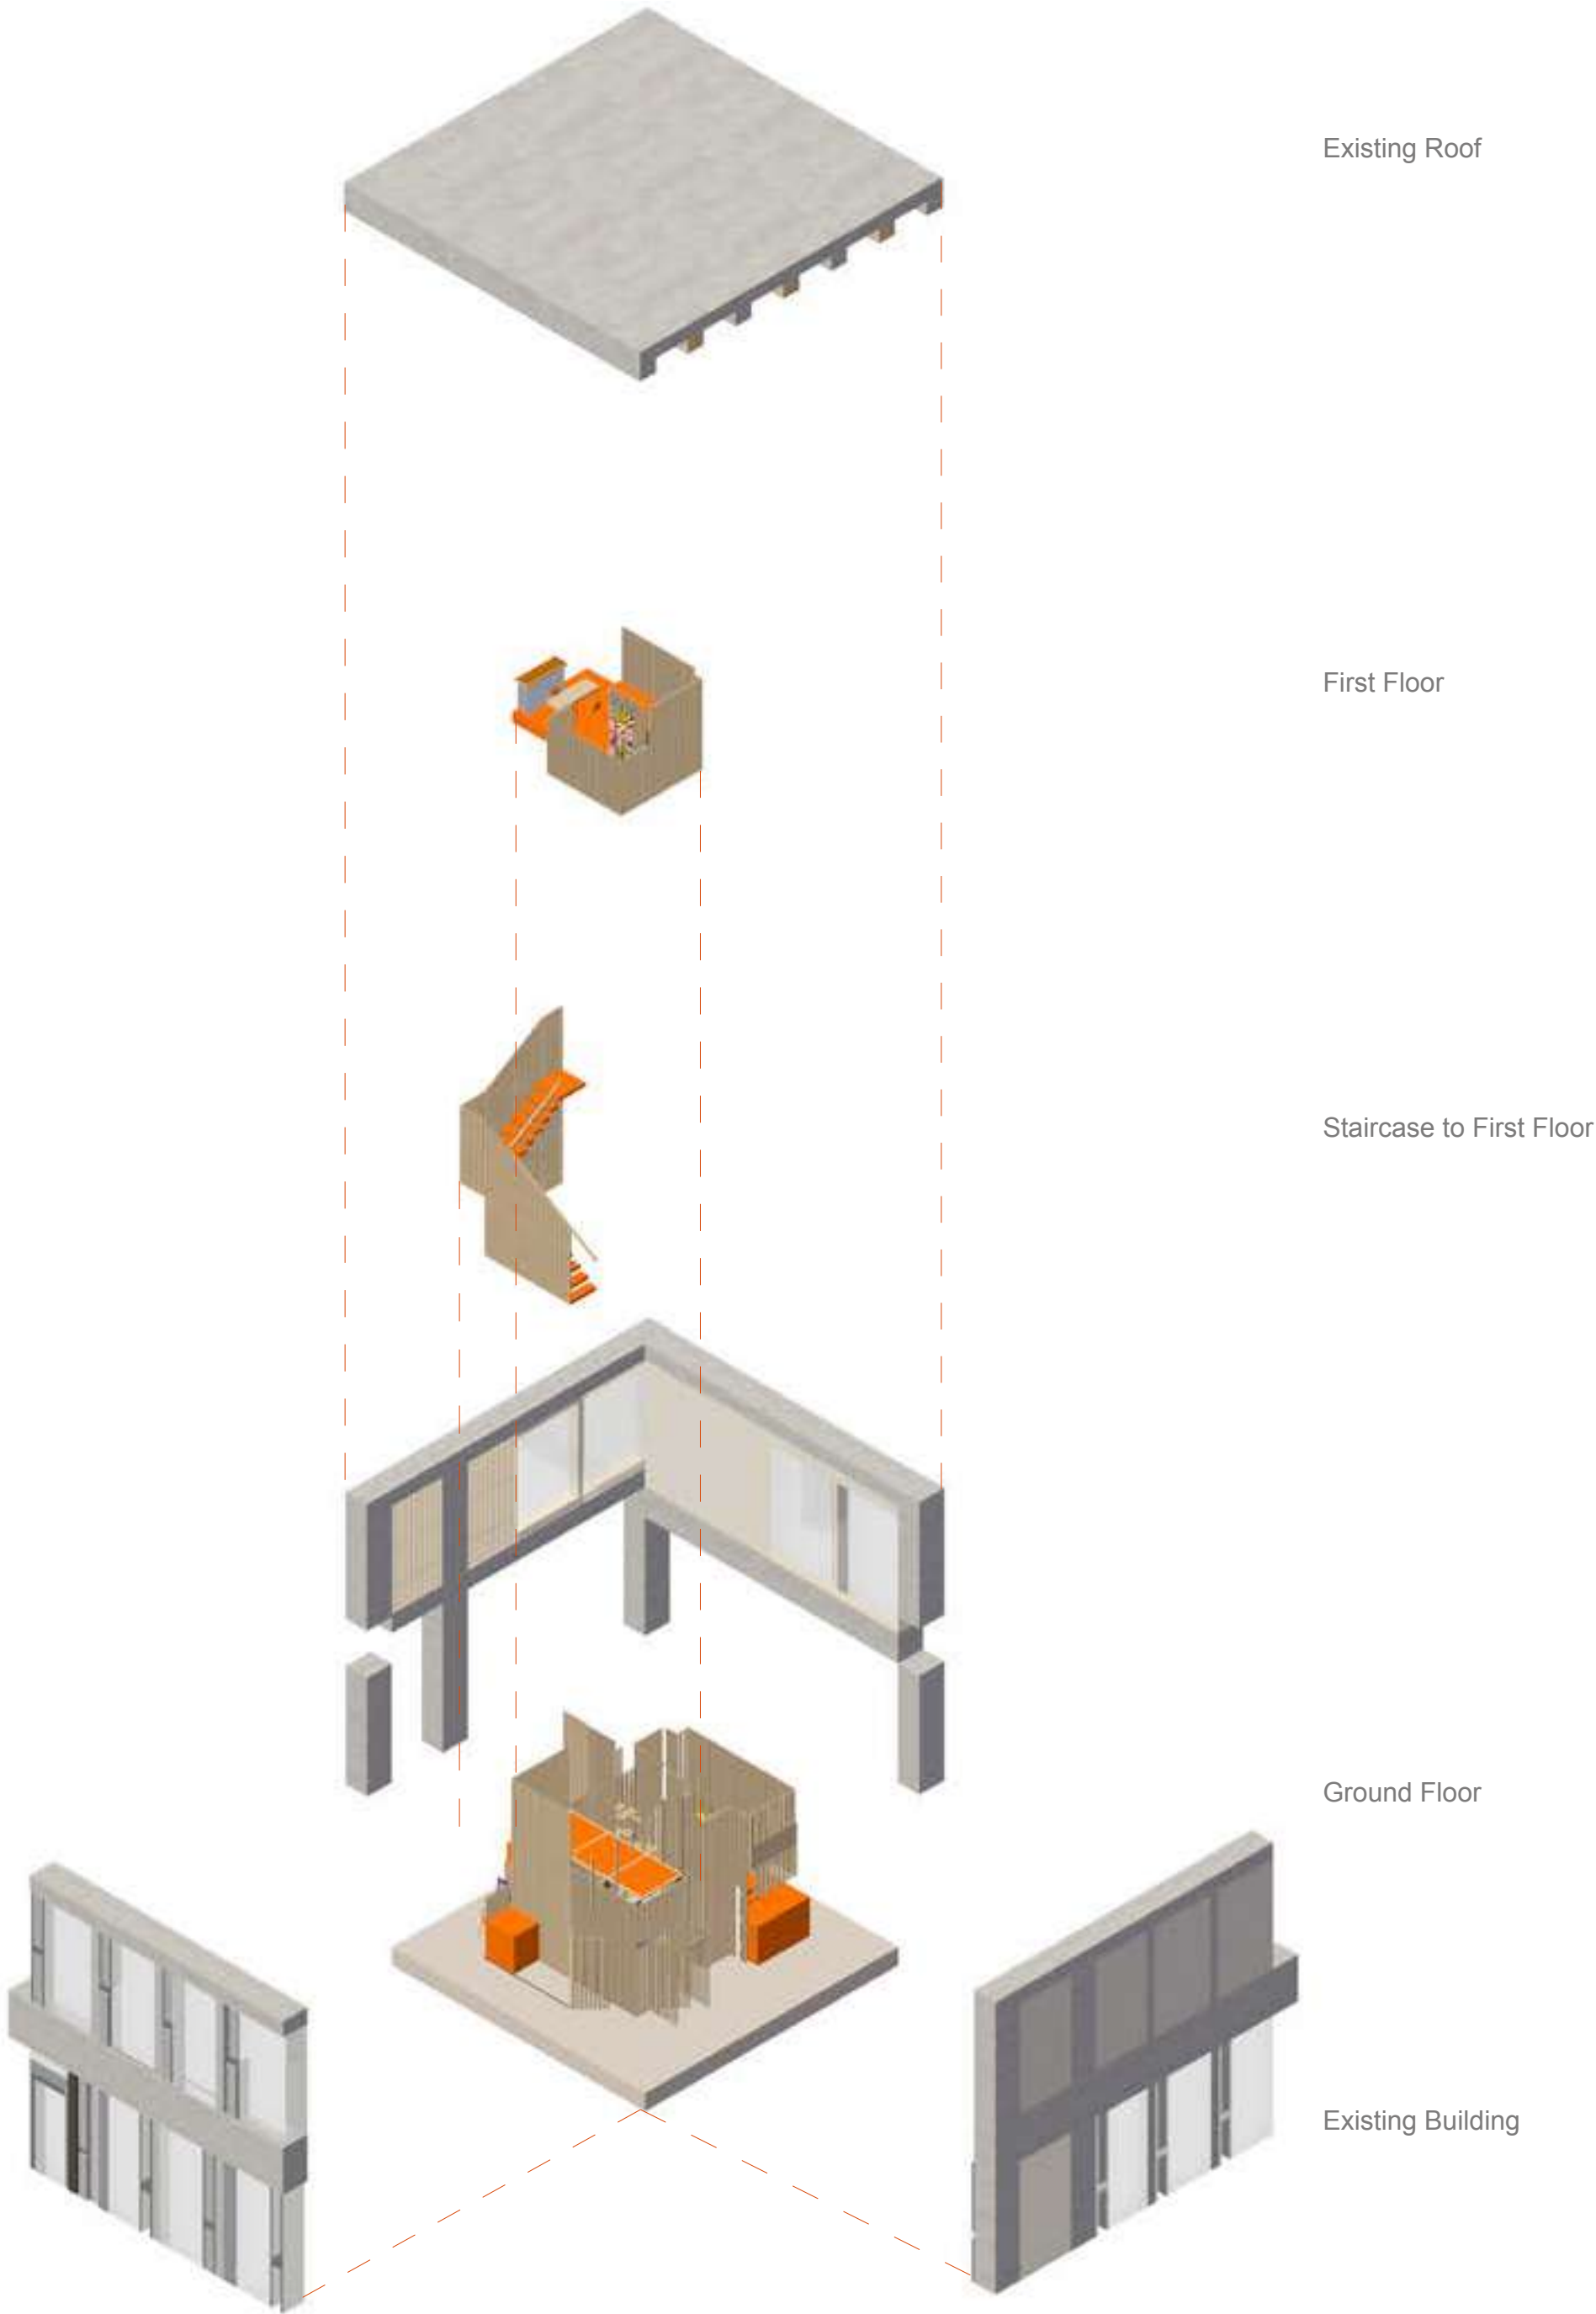 Existing Roof
First Floor
Staircase to First Floor
Ground Floor
Existing Building